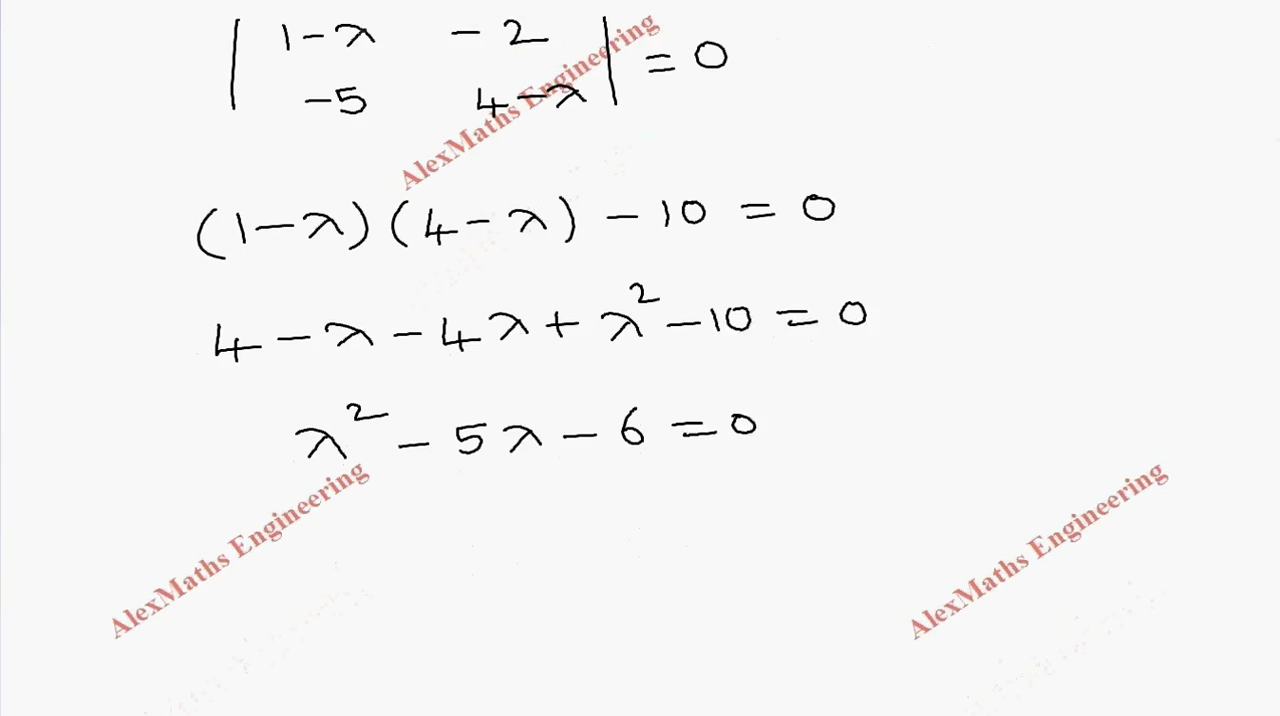 | 1-λ -2 |
| -5 4-λ | = 0
AlexMaths Engineering
(1-λ)(4-λ) -10 = 0
4-λ-4λ+λ²-10 = 0
λ²-5λ-6 = 0
AlexMaths Engineering
AlexMaths Engineering